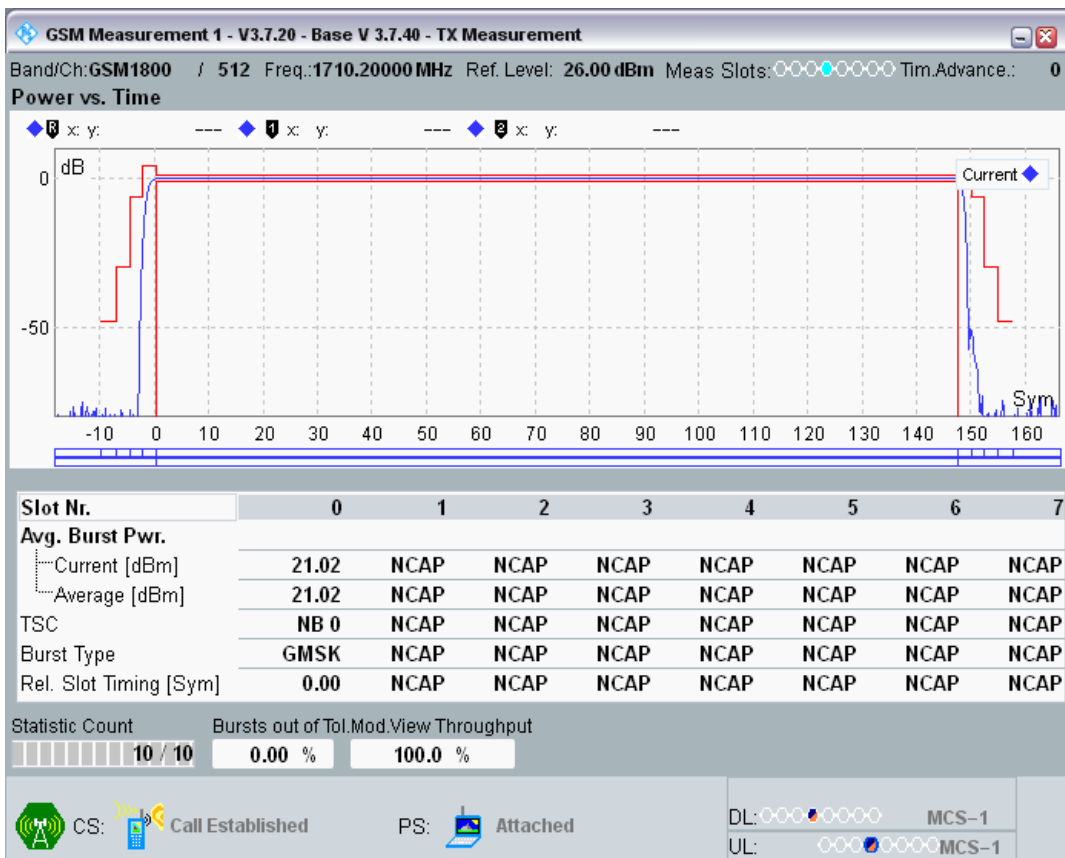 GSM Measurement 1 - V3.7.20 - Base V 3.7.40 - TX Measurement
Band/Ch:GSM1800 / 512 Freq.:1710.20000 MHz Ref. Level: 26.00 dBm Meas Slots: Tim.Advance.: 0
Power vs. Time
R x: y: --- 1 x: y: --- 2 x: y: ---
dB
Current
0
-50
Sym
-10 0 10 20 30 40 50 60 70 80 90 100 110 120 130 140 150 160
Slot Nr. 0 1 2 3 4 5 6 7
Avg. Burst Pwr.
Current [dBm] 21.02 NCAP NCAP NCAP NCAP NCAP NCAP NCAP
Average [dBm] 21.02 NCAP NCAP NCAP NCAP NCAP NCAP NCAP
TSC NB 0 NCAP NCAP NCAP NCAP NCAP NCAP NCAP
Burst Type GMSK NCAP NCAP NCAP NCAP NCAP NCAP NCAP
Rel. Slot Timing [Sym] 0.00 NCAP NCAP NCAP NCAP NCAP NCAP NCAP
Statistic Count Bursts out of Tol.Mod.View Throughput
10 / 10 0.00 % 100.0 %
CS: Call Established PS: Attached
DL: MCS-1
UL: MCS-1